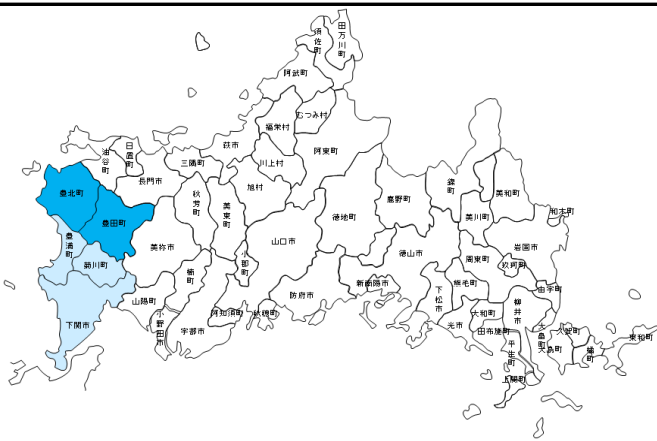 田万川町
須佐町
阿武町
むつみ村
福栄村
萩市
日置町
油谷町
三隅町
川上村
阿東町
長門市
豊北町
秋芳町
旭村
鹿野町
錦町
美和町
豊田町
美東町
徳地町
美川町
和木町
豊浦町
美祢市
山口市
徳山市
岩国市
菊川町
小郡町
周東町
玖珂町
楠町
新南陽市
熊毛町
由宇町
山陽町
防府市
下松市
柳井市
下関市
小野田市
宇部市
阿知須町
秋穂町
光市
大和町
田布施町
平生町
大畠町
大島町
久賀町
橘町
東和町
上関町